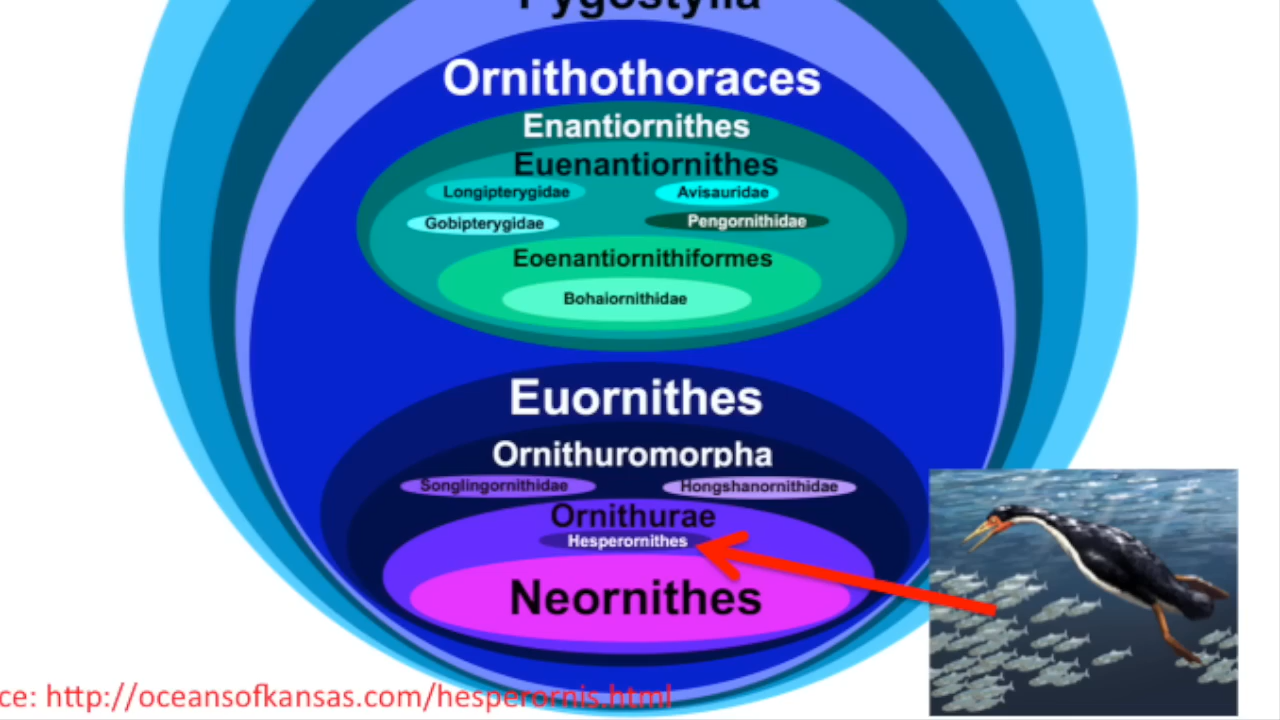 Pygostylia
Ornithothoraces
Enantiornithes
Euenantiornithes
Longipterygidae
Avisauridae
Gobipterygidae
Pengornithidae
Eoenantiornithiformes
Bohaiornithidae
Euornithes
Ornithuromorpha
Songlingornithidae
Hongshanornithidae
Ornithurae
Hesperornithes
Neornithes
ce: http://oceansofkansas.com/hesperornis.html